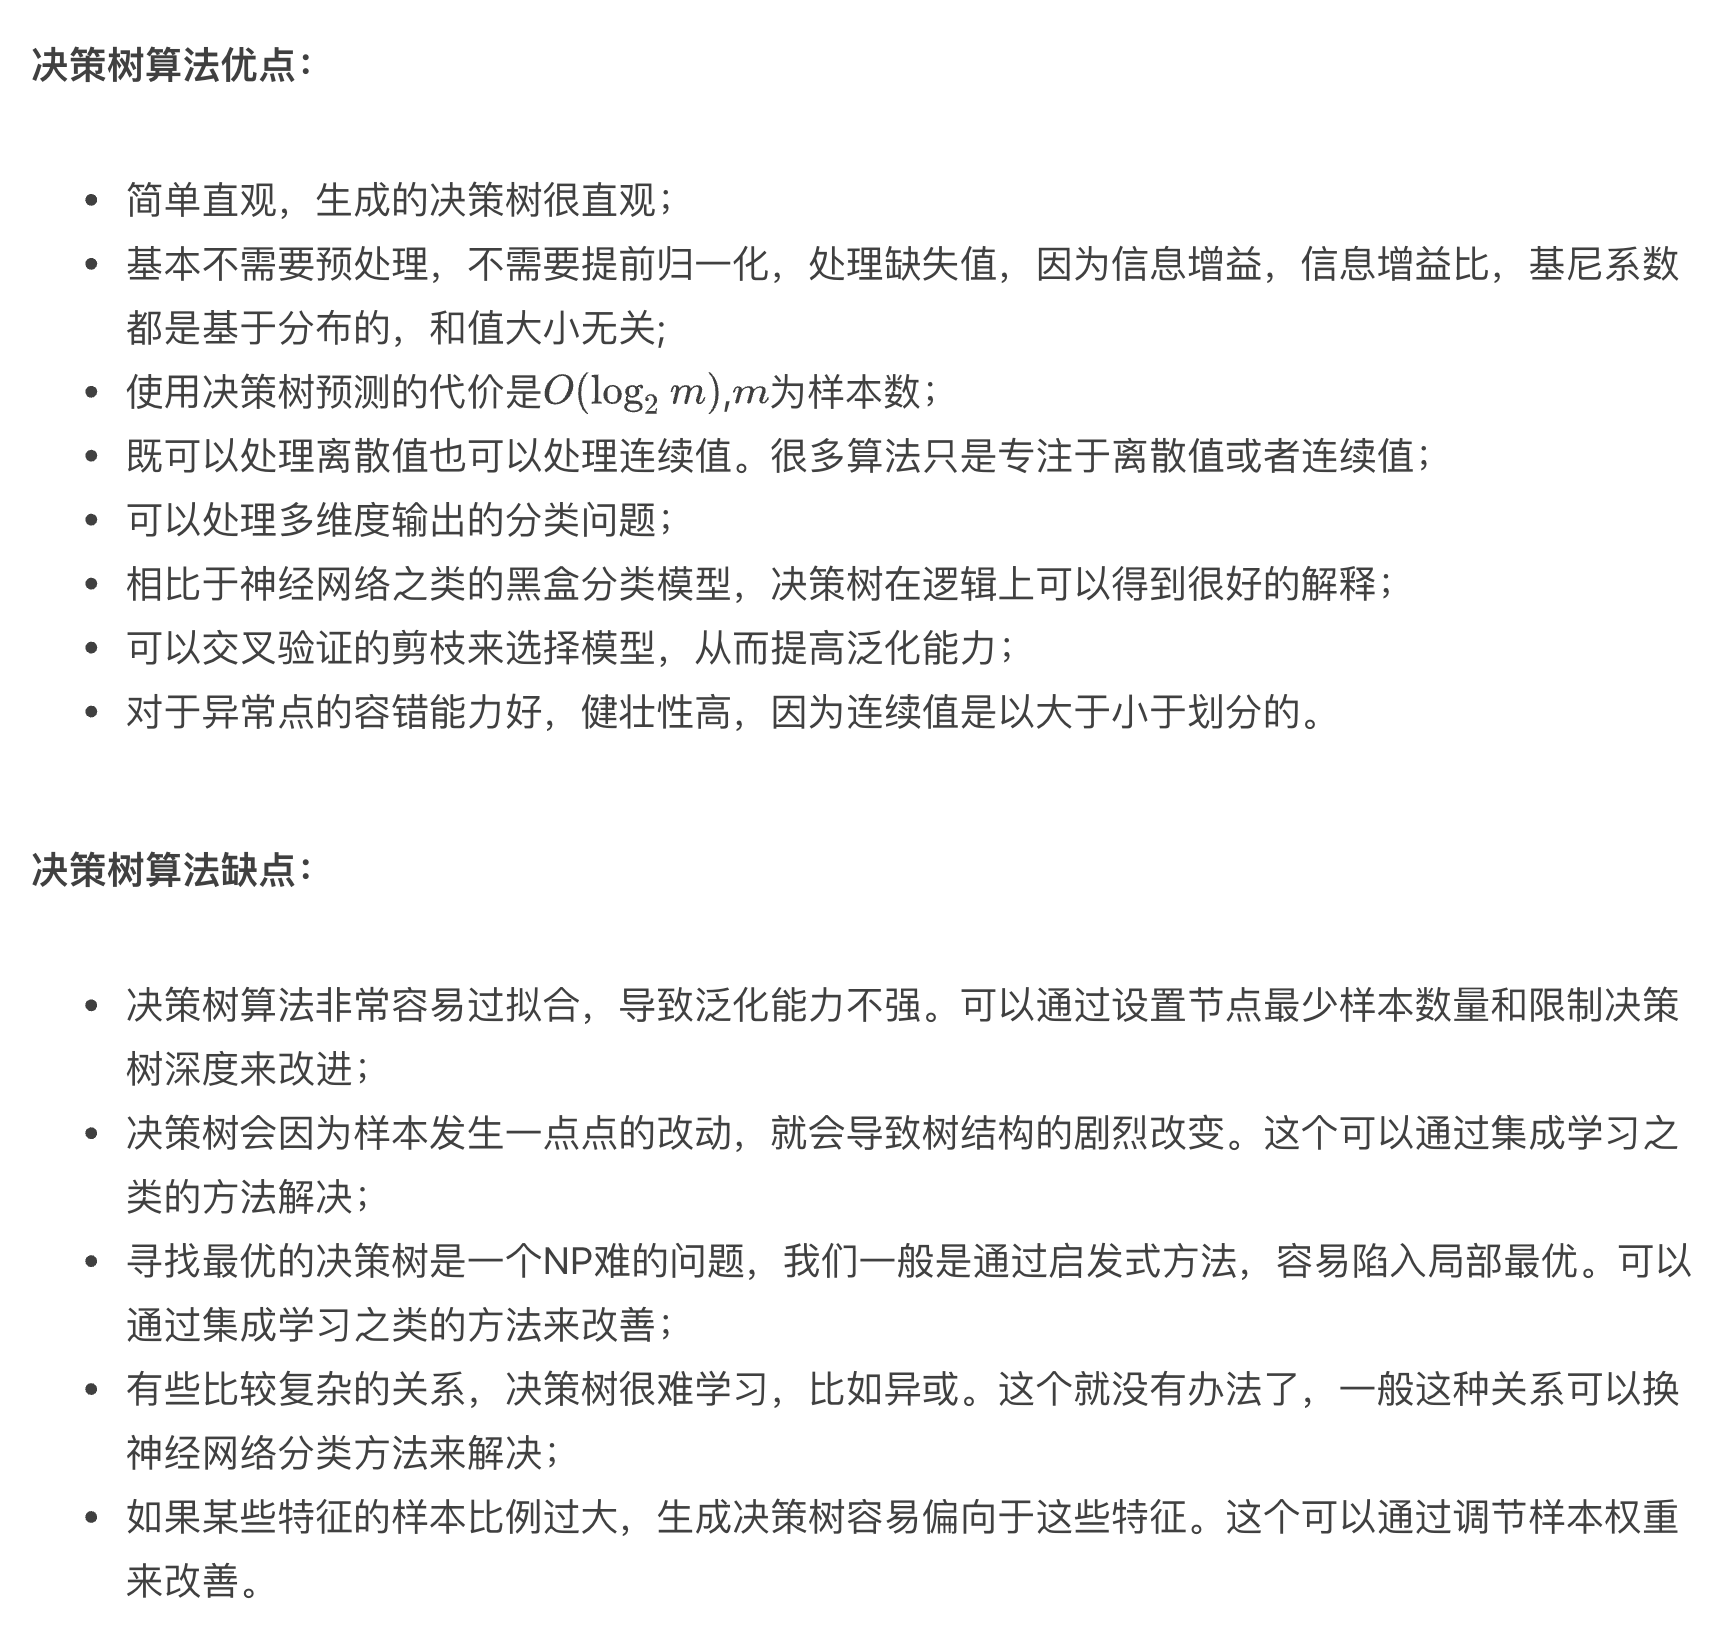 决策树算法优点：
• 简单直观，生成的决策树很直观；
• 基本不需要预处理，不需要提前归一化，处理缺失值，因为信息增益，信息增益比，基尼系数
都是基于分布的，和值大小无关;
• 使用决策树预测的代价是O(log₂ m),m为样本数；
• 既可以处理离散值也可以处理连续值。很多算法只是专注于离散值或者连续值；
• 可以处理多维度输出的分类问题；
• 相比于神经网络之类的黑盒分类模型，决策树在逻辑上可以得到很好的解释；
• 可以交叉验证的剪枝来选择模型，从而提高泛化能力；
• 对于异常点的容错能力好，健壮性高，因为连续值是以大于小于划分的。
决策树算法缺点：
• 决策树算法非常容易过拟合，导致泛化能力不强。可以通过设置节点最少样本数量和限制决策
树深度来改进；
• 决策树会因为样本发生一点点的改动，就会导致树结构的剧烈改变。这个可以通过集成学习之
类的方法解决；
• 寻找最优的决策树是一个NP难的问题，我们一般是通过启发式方法，容易陷入局部最优。可以
通过集成学习之类的方法来改善；
• 有些比较复杂的关系，决策树很难学习，比如异或。这个就没有办法了，一般这种关系可以换
神经网络分类方法来解决；
• 如果某些特征的样本比例过大，生成决策树容易偏向于这些特征。这个可以通过调节样本权重
来改善。